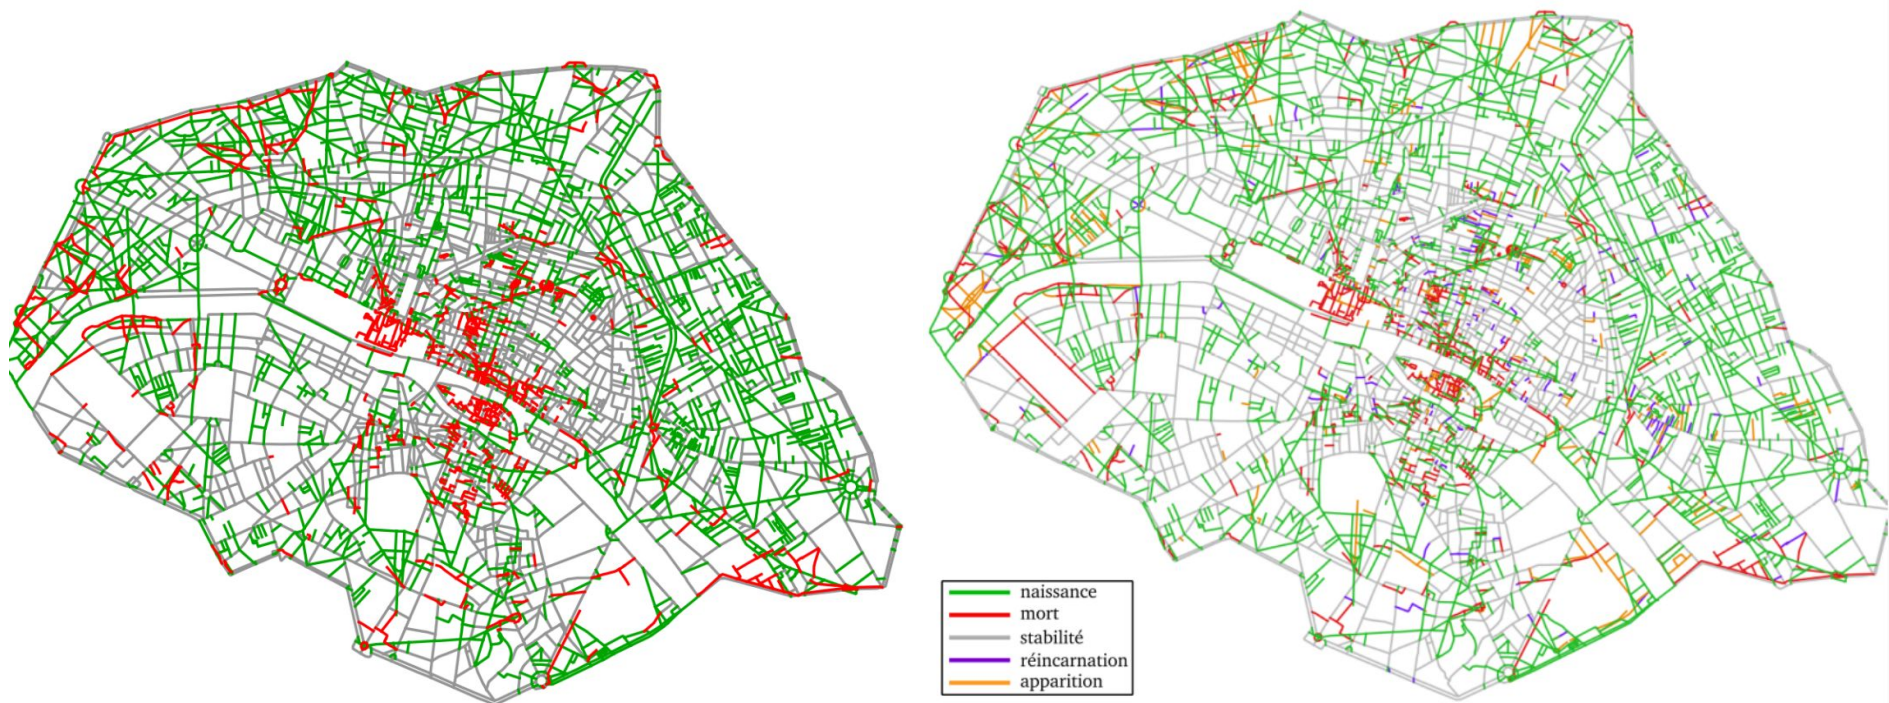 naissance
mort
stabilité
réincarnation
apparition